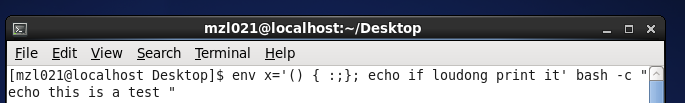 mzl021@localhost:~/Desktop
File Edit View Search Terminal Help
[mzl021@localhost Desktop]$ env x='() { :;}; echo if loudong print it' bash -c "
echo this is a test "